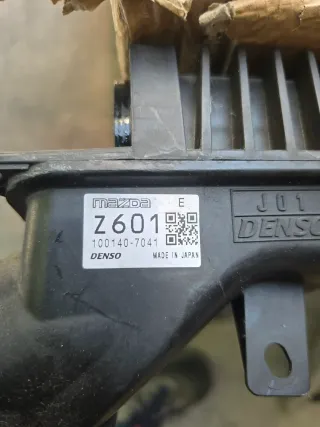 mazda E
Z601
100140-7041
DENSO MADE IN JAPAN
J01
DENSO